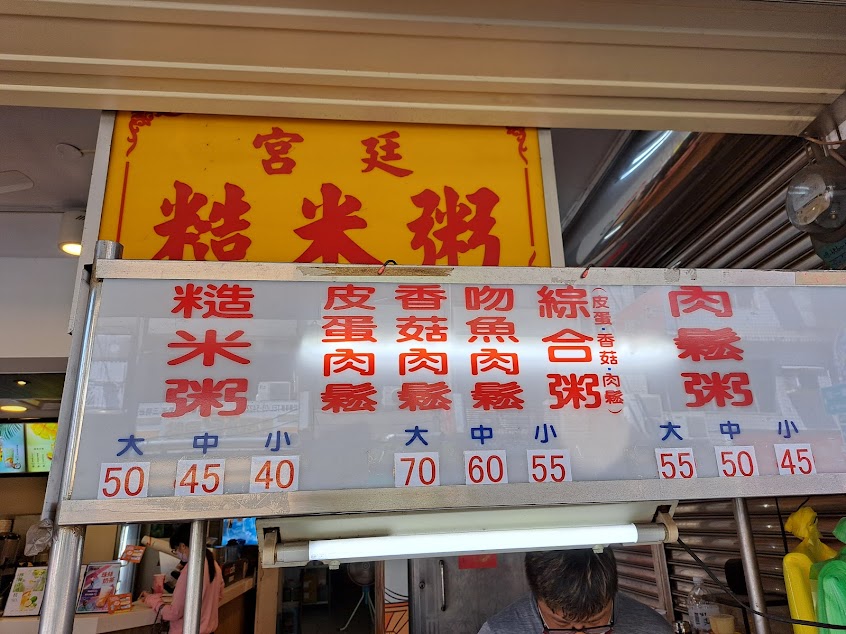 宮廷
糙米粥
糙米粥
皮蛋肉鬆
香菇肉鬆
吻魚肉鬆
綜合粥
(皮蛋·香菇·肉鬆)
肉鬆粥
大 中 小
50 45 40
大 中 小
70 60 55
大 中 小
55 50 45